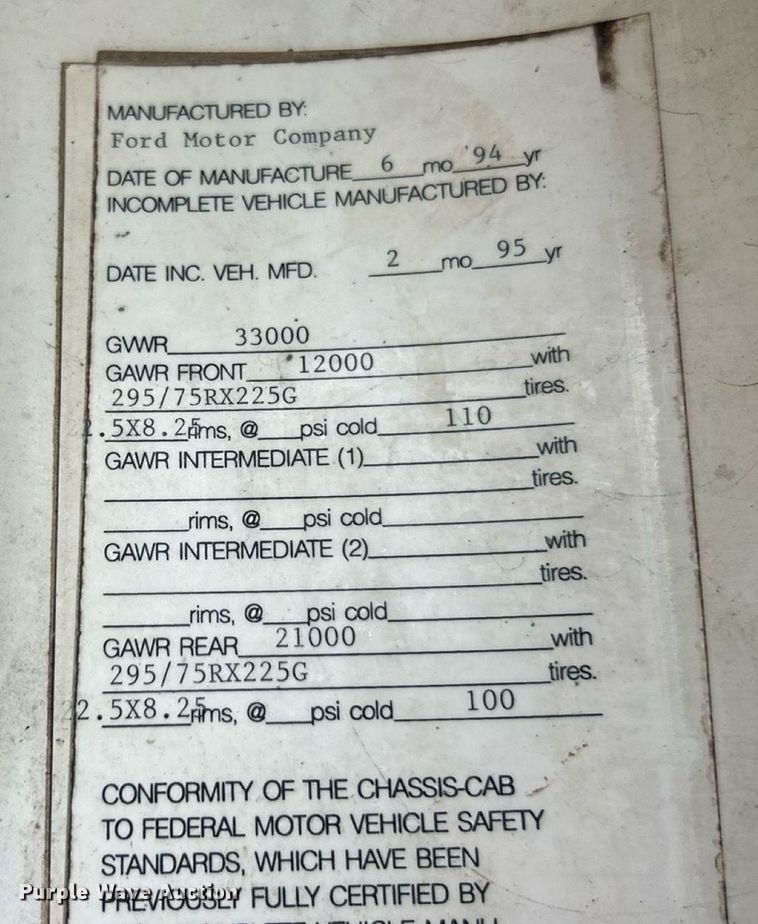 MANUFACTURED BY:
Ford Motor Company
DATE OF MANUFACTURE 6 mo '94 yr
INCOMPLETE VEHICLE MANUFACTURED BY:
DATE INC. VEH. MFD. 2 mo 95 yr
GVWR 33000
GAWR FRONT 12000 with
295/75RX225G tires.
2.5X8.25 rims, @ psi cold 110
GAWR INTERMEDIATE (1) with
tires.
rims, @ psi cold
GAWR INTERMEDIATE (2) with
tires.
rims, @ psi cold
GAWR REAR 21000 with
295/75RX225G tires.
22.5X8.25 rims, @ psi cold 100
CONFORMITY OF THE CHASSIS-CAB
TO FEDERAL MOTOR VEHICLE SAFETY
STANDARDS, WHICH HAVE BEEN
PREVIOUSLY FULLY CERTIFIED BY
Purple Wave Auction